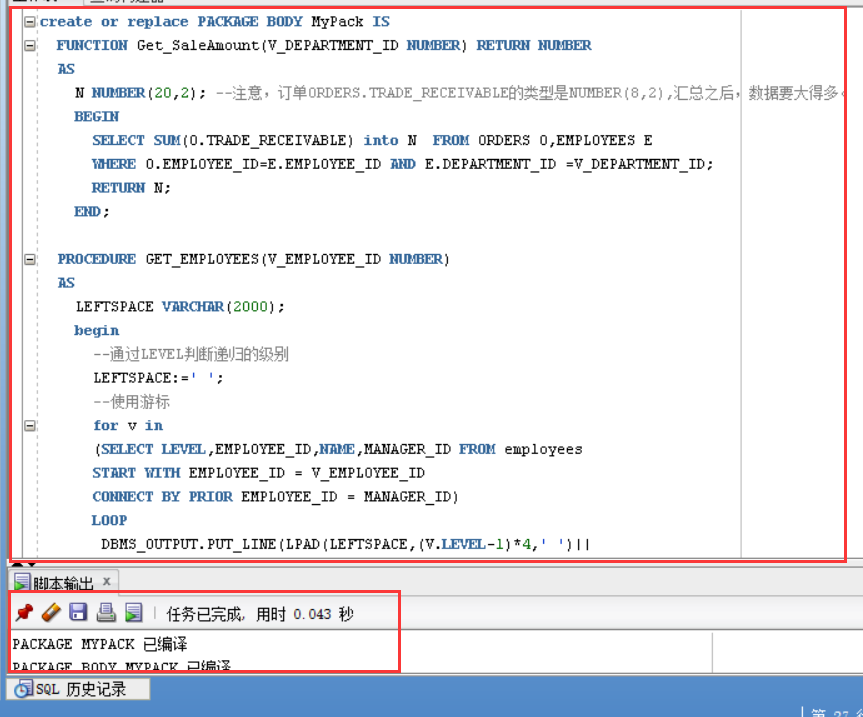 create or replace PACKAGE BODY MyPack IS
FUNCTION Get_SaleAmount(V_DEPARTMENT_ID NUMBER) RETURN NUMBER
AS
N NUMBER(20,2); --注意，订单ORDERS.TRADE_RECEIVABLE的类型是NUMBER(8,2),汇总之后，数据要大得多。
BEGIN
SELECT SUM(O.TRADE_RECEIVABLE) into N  FROM ORDERS O,EMPLOYEES E
WHERE O.EMPLOYEE_ID=E.EMPLOYEE_ID AND E.DEPARTMENT_ID =V_DEPARTMENT_ID;
RETURN N;
END;
PROCEDURE GET_EMPLOYEES(V_EMPLOYEE_ID NUMBER)
AS
LEFTSPACE VARCHAR(2000);
begin
--通过LEVEL判断递归的级别
LEFTSPACE:=' ';
--使用游标
for v in
(SELECT LEVEL,EMPLOYEE_ID,NAME,MANAGER_ID FROM employees
START WITH EMPLOYEE_ID = V_EMPLOYEE_ID
CONNECT BY PRIOR EMPLOYEE_ID = MANAGER_ID)
LOOP
DBMS_OUTPUT.PUT_LINE(LPAD(LEFTSPACE,(V.LEVEL-1)*4,' ')||
脚本输出 x
任务已完成, 用时 0.043 秒
PACKAGE MYPACK 已编译
PACKAGE BODY MYPACK 已编译
SQL 历史记录